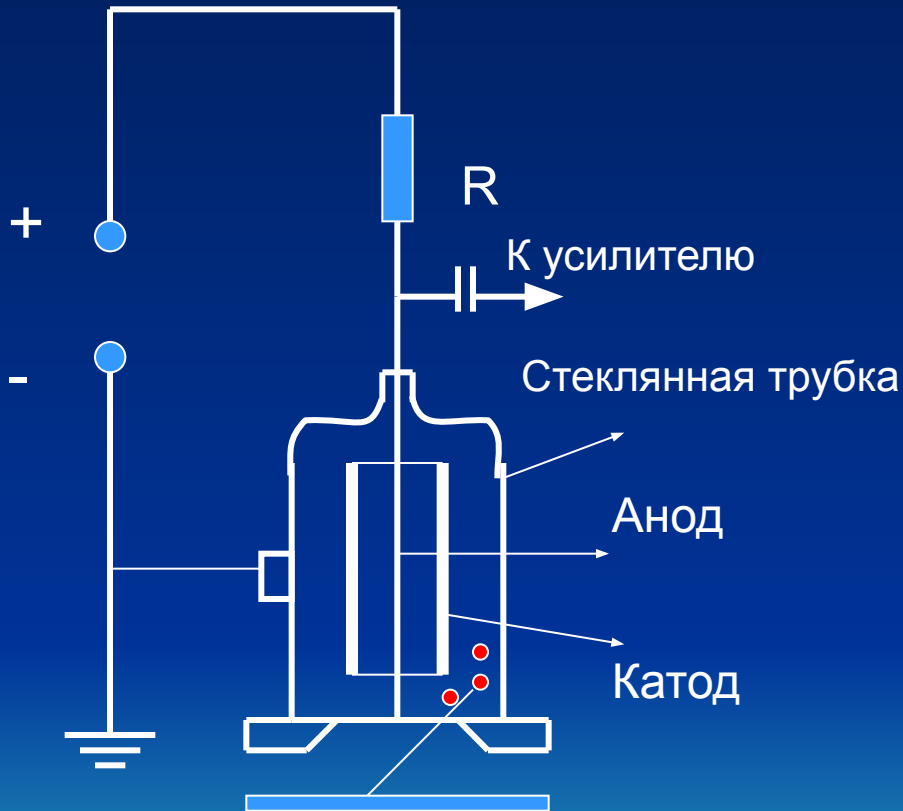 R
+
К усилителю
-
Стеклянная трубка
Анод
Катод